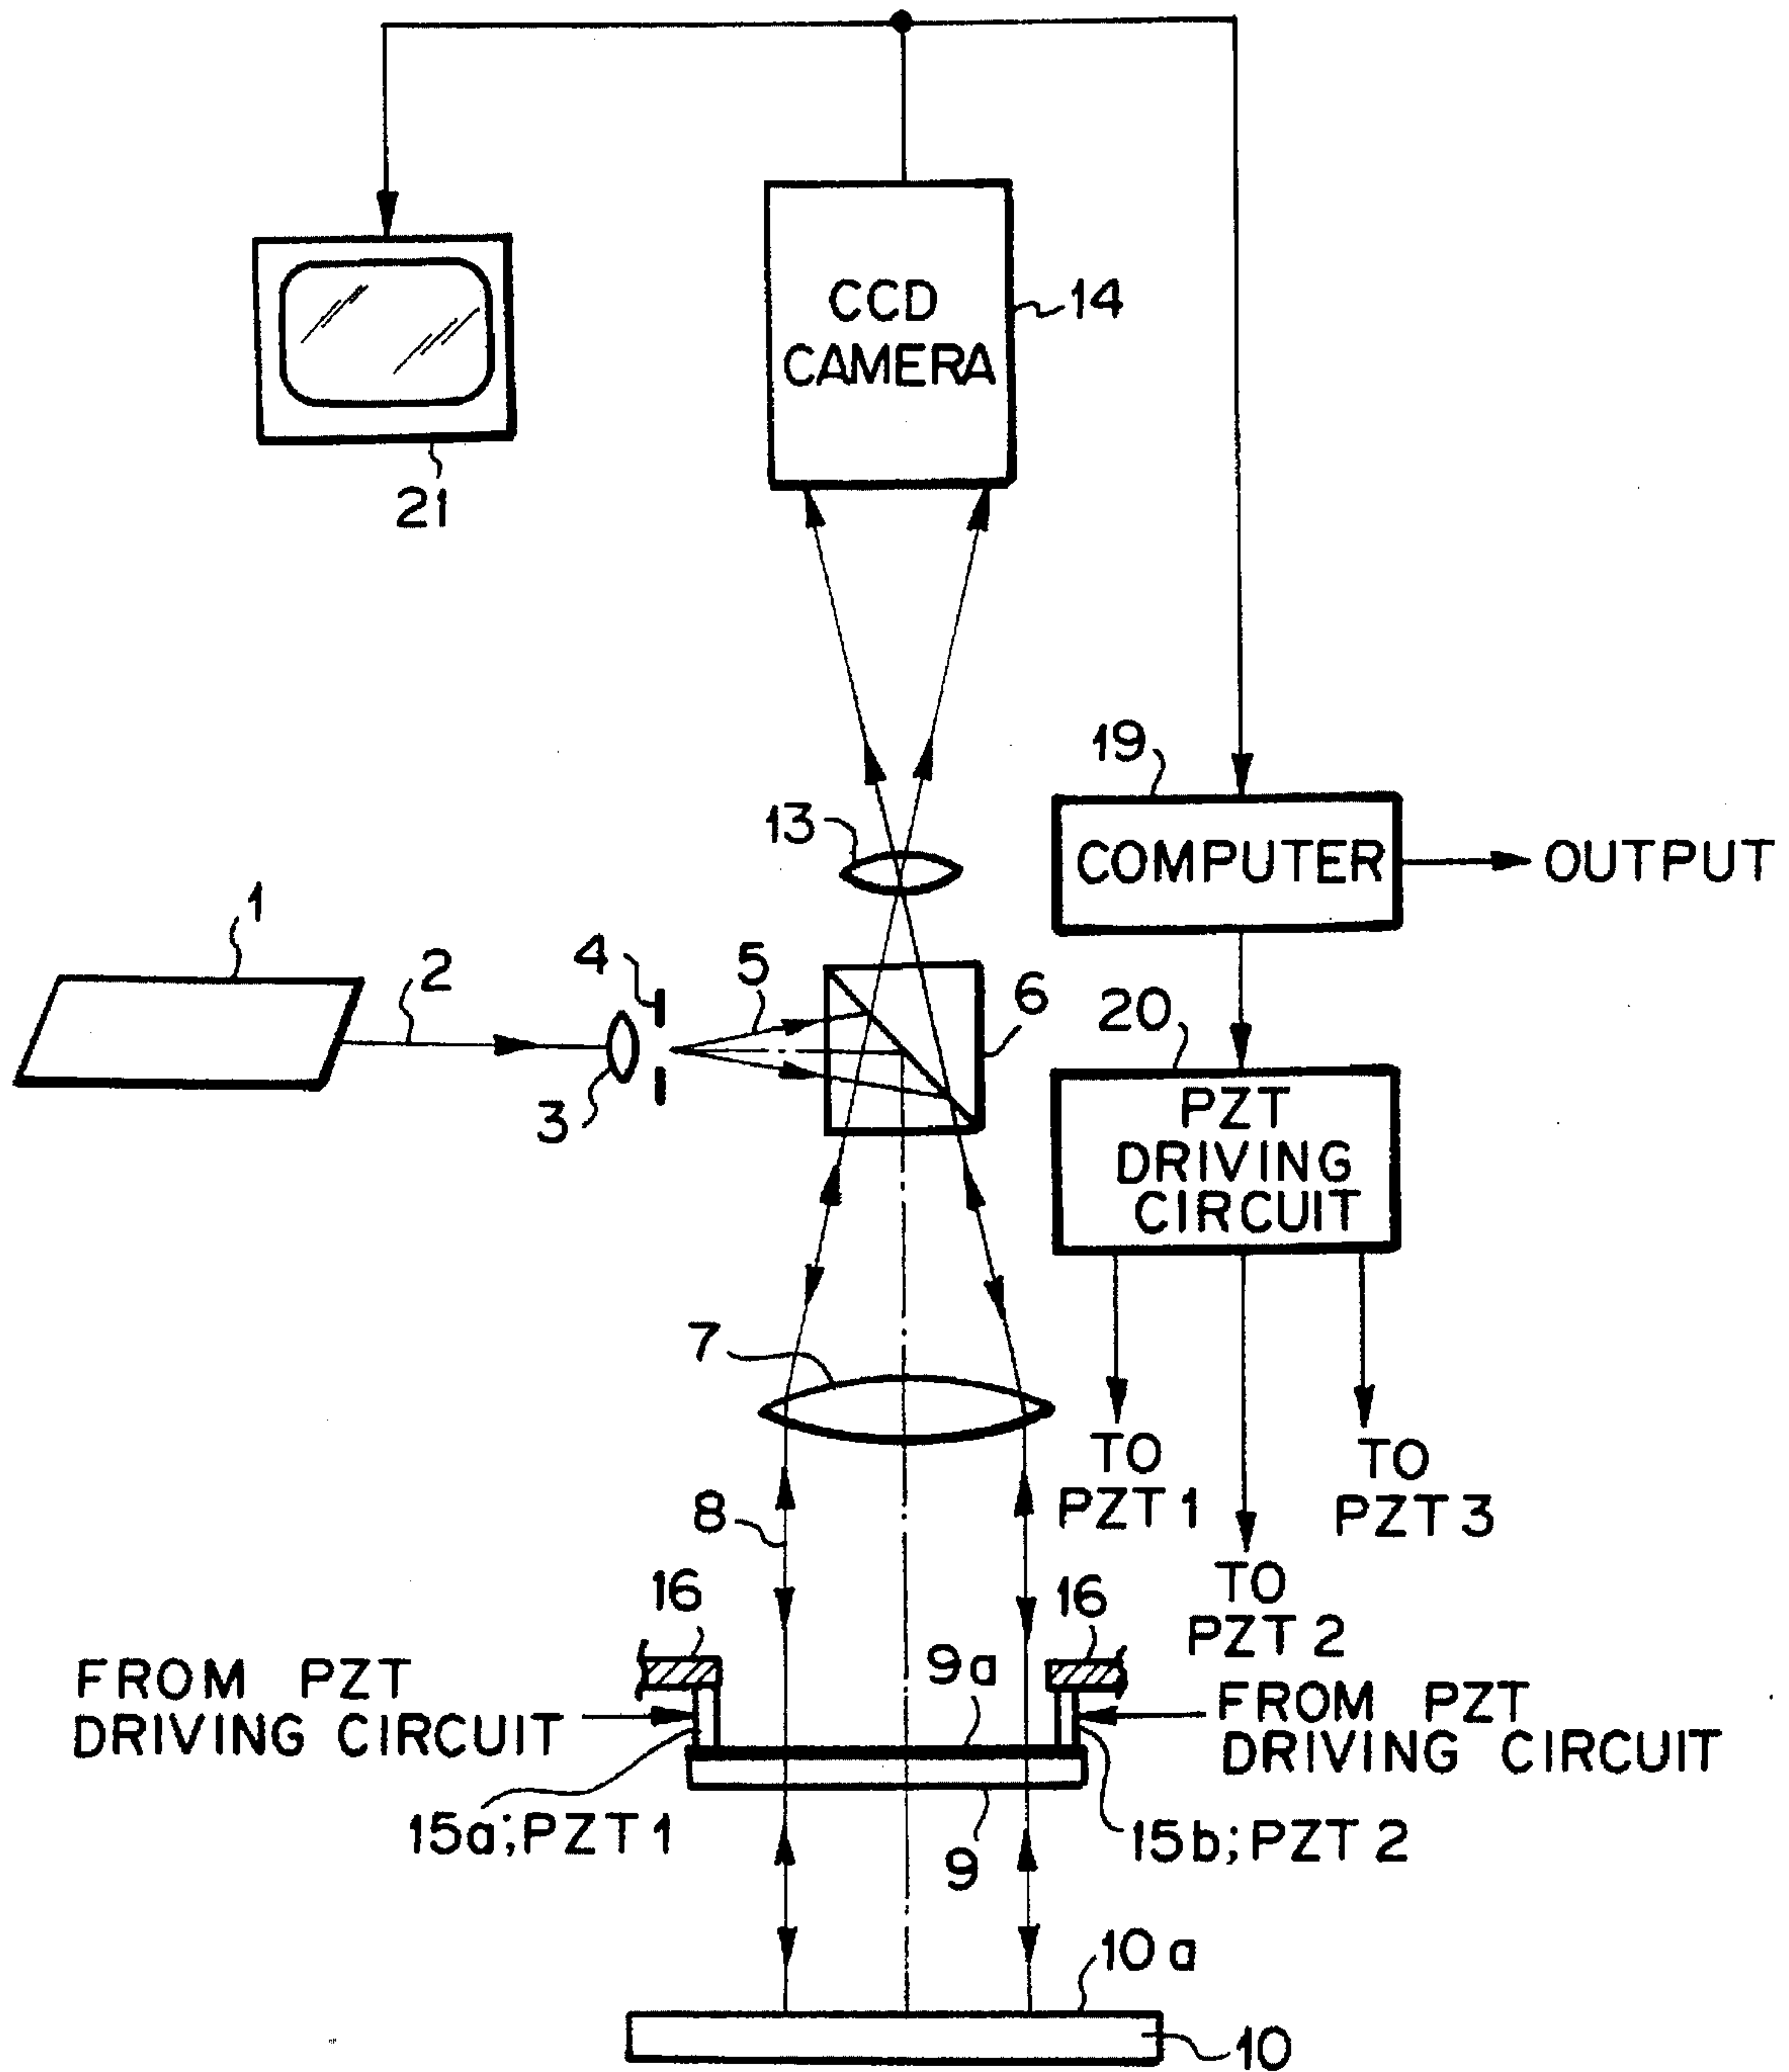 CCD
CAMERA
14
21
19
13
COMPUTER
OUTPUT
1
2
4
5
6
3
20
PZT
DRIVING
CIRCUIT
7
TO
PZT 1
TO
PZT 3
8
TO
PZT 2
16
16
9a
FROM PZT
DRIVING CIRCUIT
FROM PZT
DRIVING CIRCUIT
15a; PZT 1
9
15b; PZT 2
10a
10